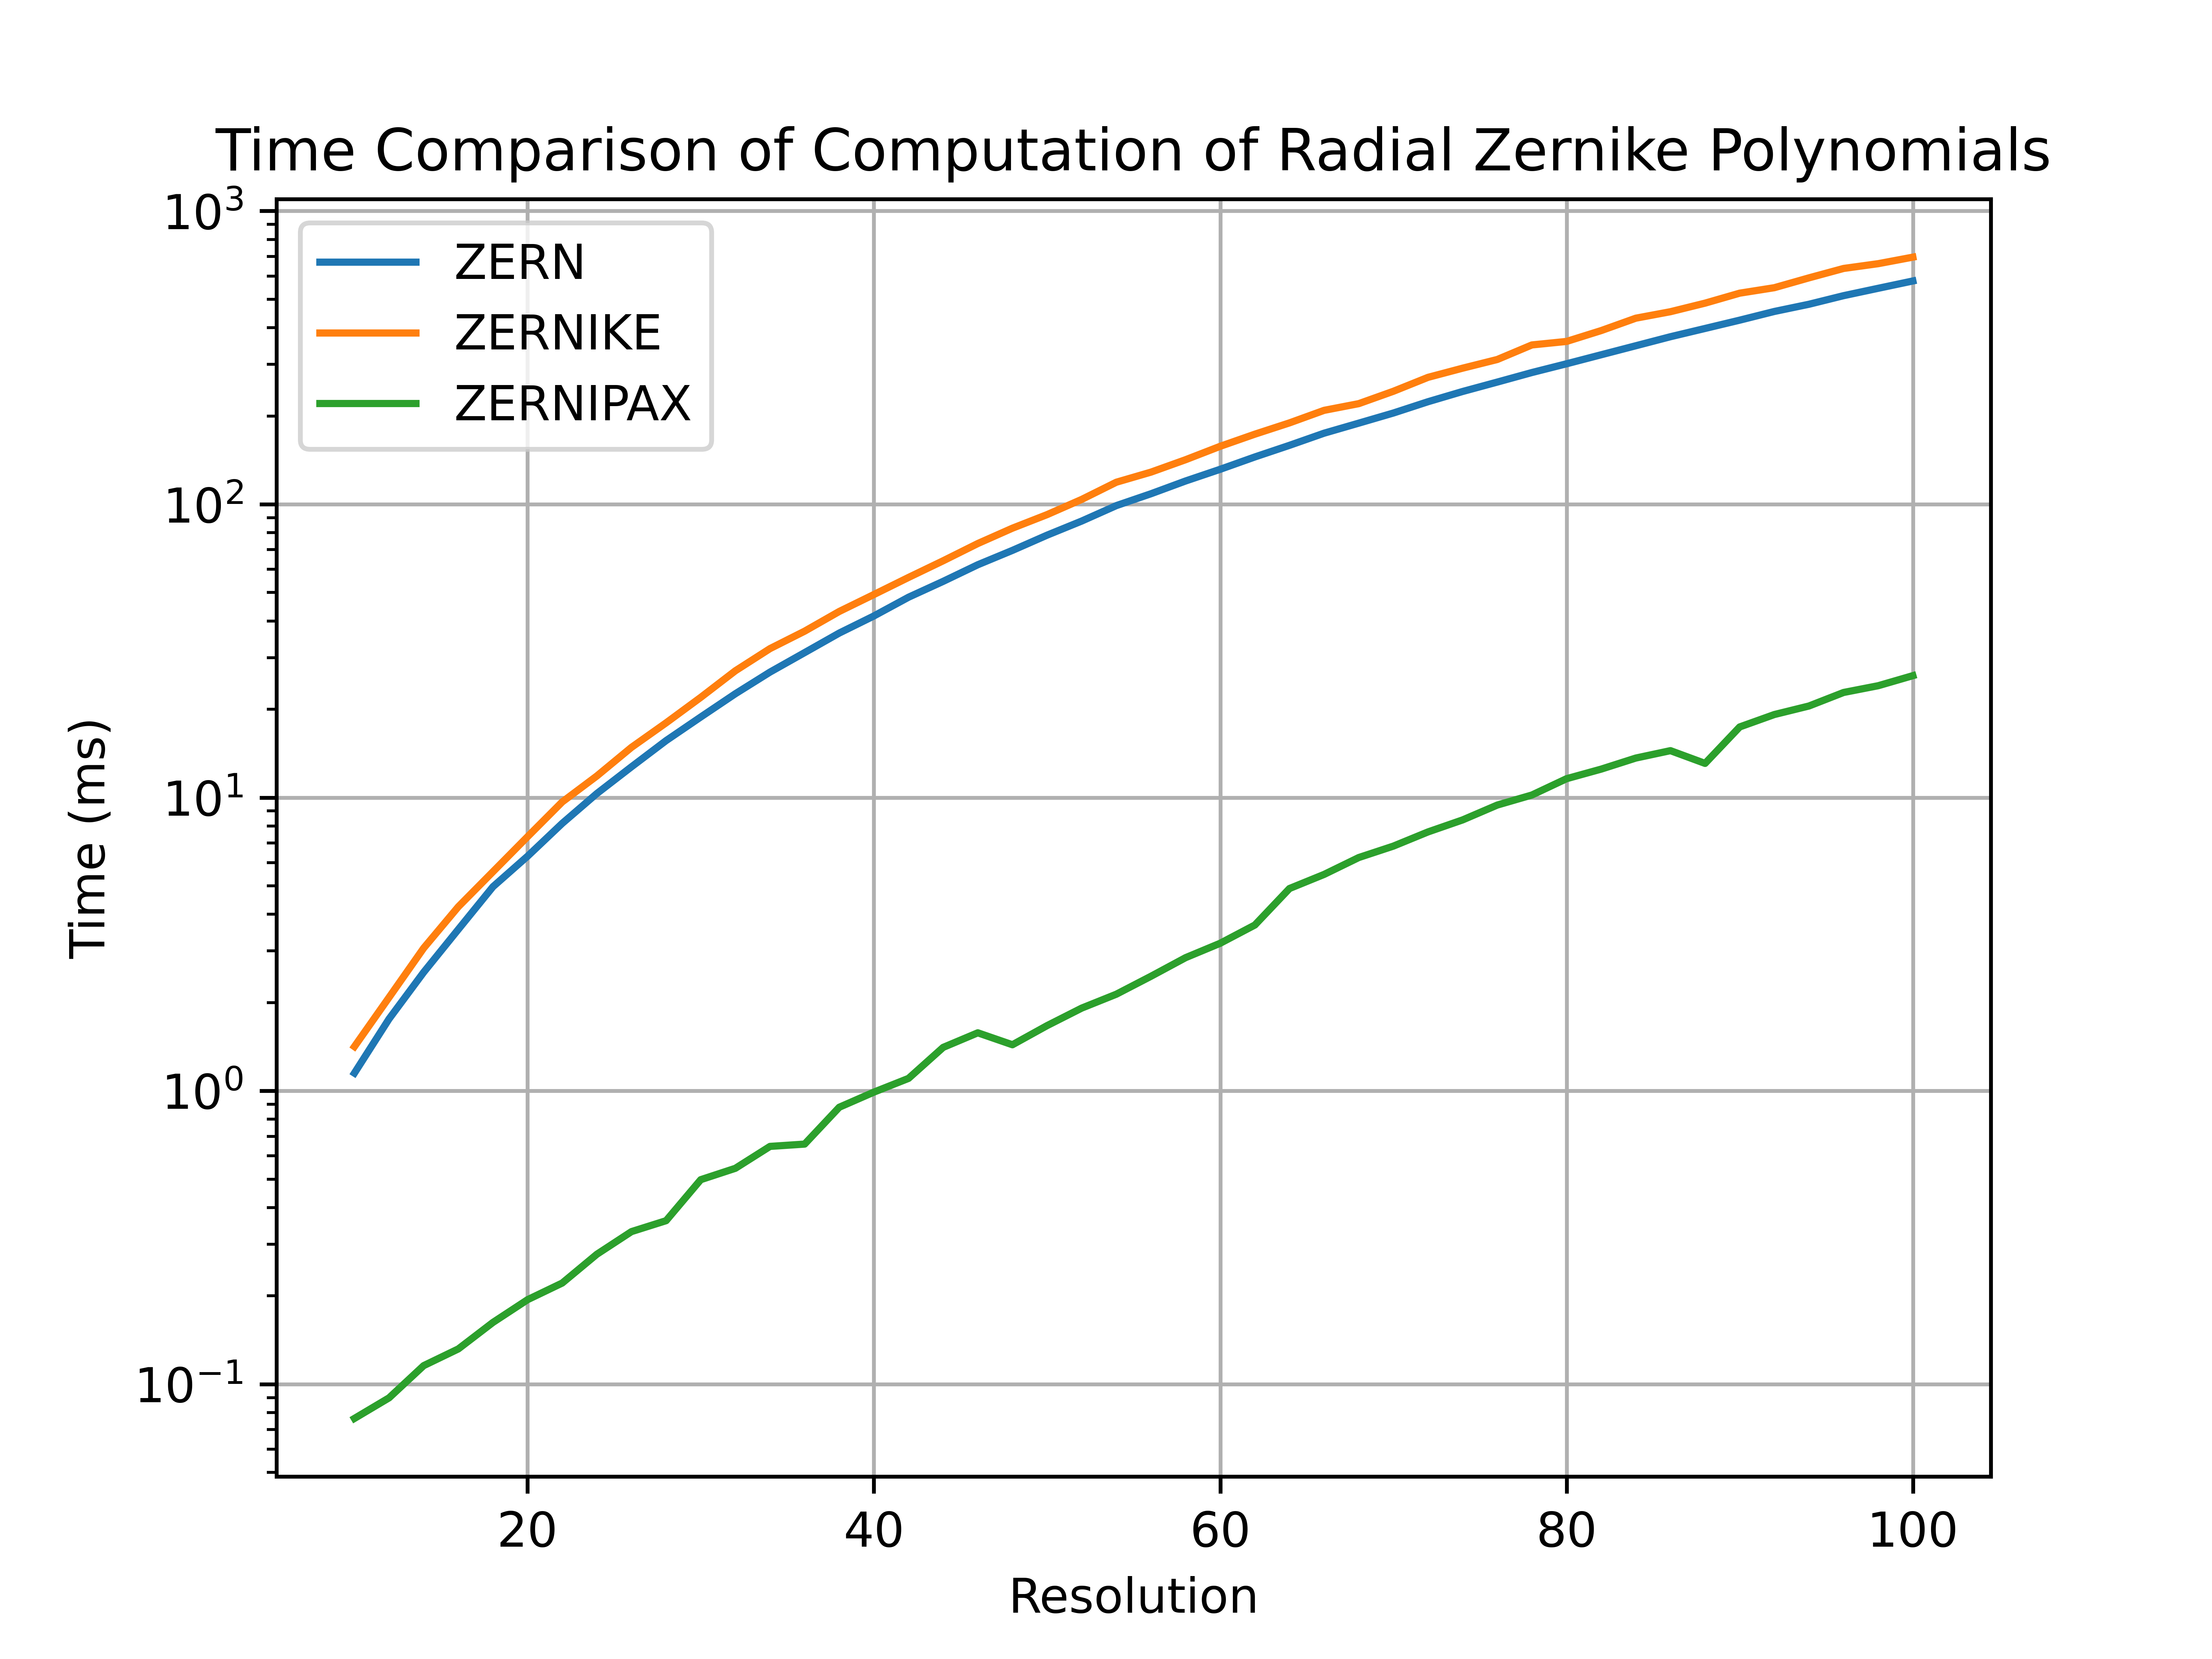 Time Comparison of Computation of Radial Zernike Polynomials
10³
ZERN
ZERNIKE
ZERNIPAX
10²
10¹
10⁰
10⁻¹
Time (ms)
20 40 60 80 100
Resolution